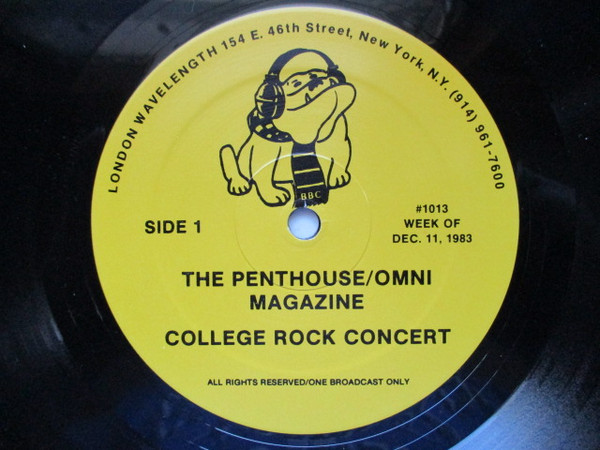 LONDON WAVELENGTH 154 E. 46th Street, New York, N.Y. (914) 961-7600
BBC
SIDE 1
#1013
WEEK OF
DEC. 11, 1983
THE PENTHOUSE/OMNI
MAGAZINE
COLLEGE ROCK CONCERT
ALL RIGHTS RESERVED/ONE BROADCAST ONLY